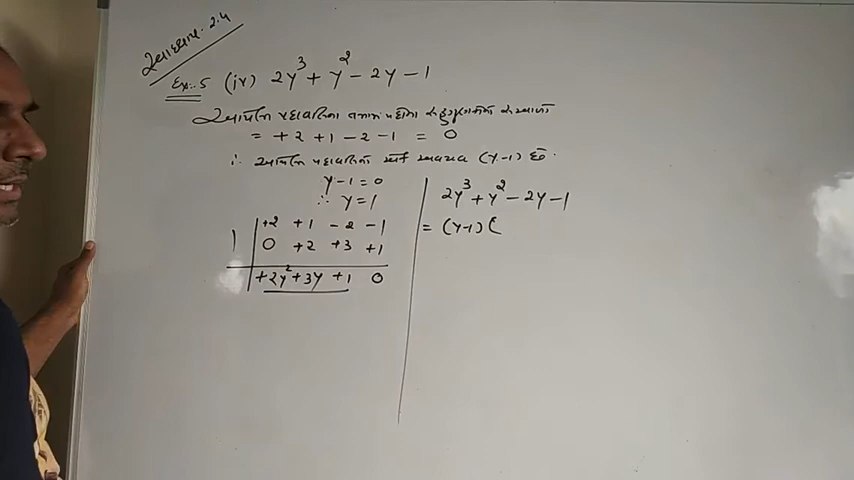 સ્વાધ્યાય 2.4
Ex:-5 (iv) 2y³ + y² - 2y - 1
આપેલ બહુપદીના તમામ પદોના સહગુણકોનો સરવાળો
= +2 +1 -2 -1 = 0
∴ આપેલ બહુપદીનો કોઈ અવયવ (y-1) છે.
y-1=0
∴ y=1
1 | +2 +1 -2 -1
0 +2 +3 +1
+2y²+3y +1 0
2y³ + y² - 2y - 1
= (y-1) (